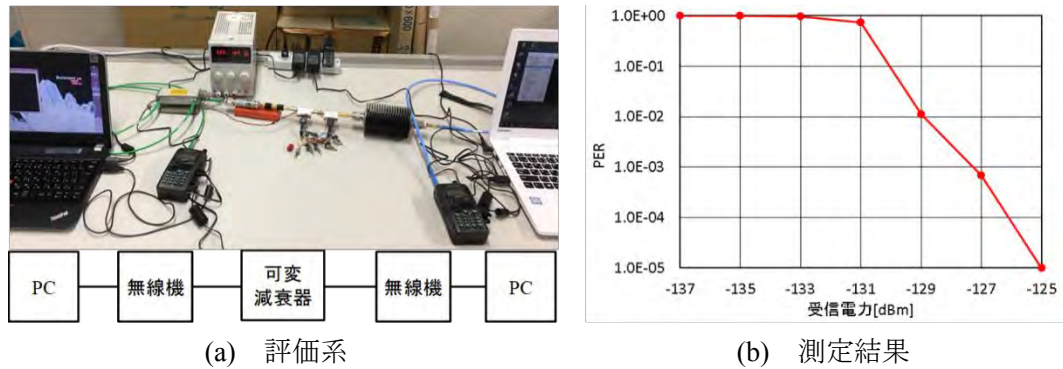 1.0E+00
1.0E-01
1.0E-02
1.0E-03
1.0E-04
1.0E-05
PER
-137 -135 -133 -131 -129 -127 -125
受信電力[dBm]
ThinkPad
PC 無線機 可変
減衰器 無線機 PC
(a) 評価系 (b) 測定結果